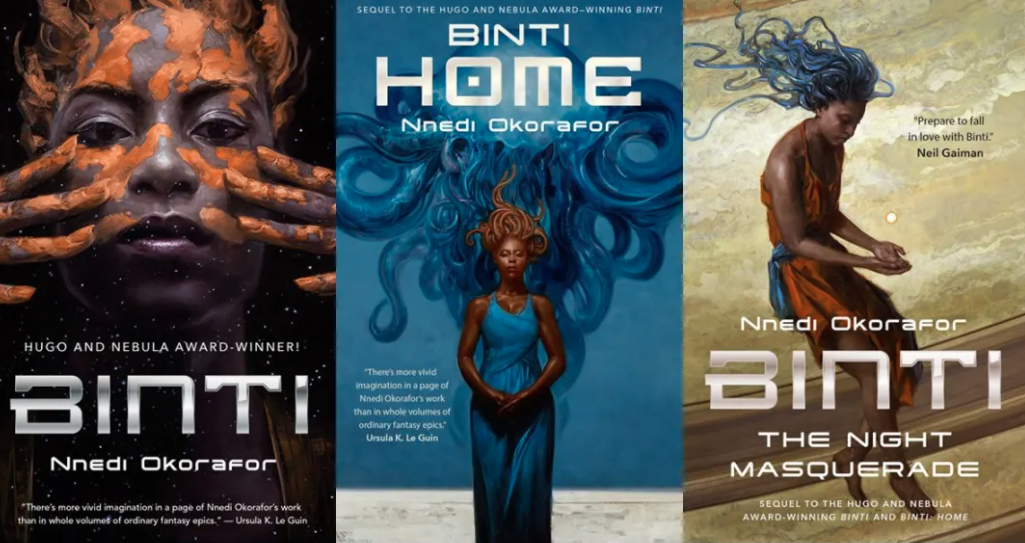 HUGO AND NEBULA AWARD-WINNER!
BINTI
Nnedi Okorafor
"There's more vivid imagination in a page of Nnedi Okorafor's work
than in whole volumes of ordinary fantasy epics." — Ursula K. Le Guin
SEQUEL TO THE HUGO AND NEBULA AWARD–WINNING BINTI
BINTI
HOME
Nnedi Okorafor
"There's more vivid
imagination in a page of
Nnedi Okorafor's work
than in whole volumes of
ordinary fantasy epics."
Ursula K. Le Guin
"Prepare to fall
in love with Binti."
Neil Gaiman
Nnedi Okorafor
BINTI
THE NIGHT
MASQUERADE
SEQUEL TO THE HUGO AND NEBULA
AWARD-WINNING BINTI AND BINTI: HOME